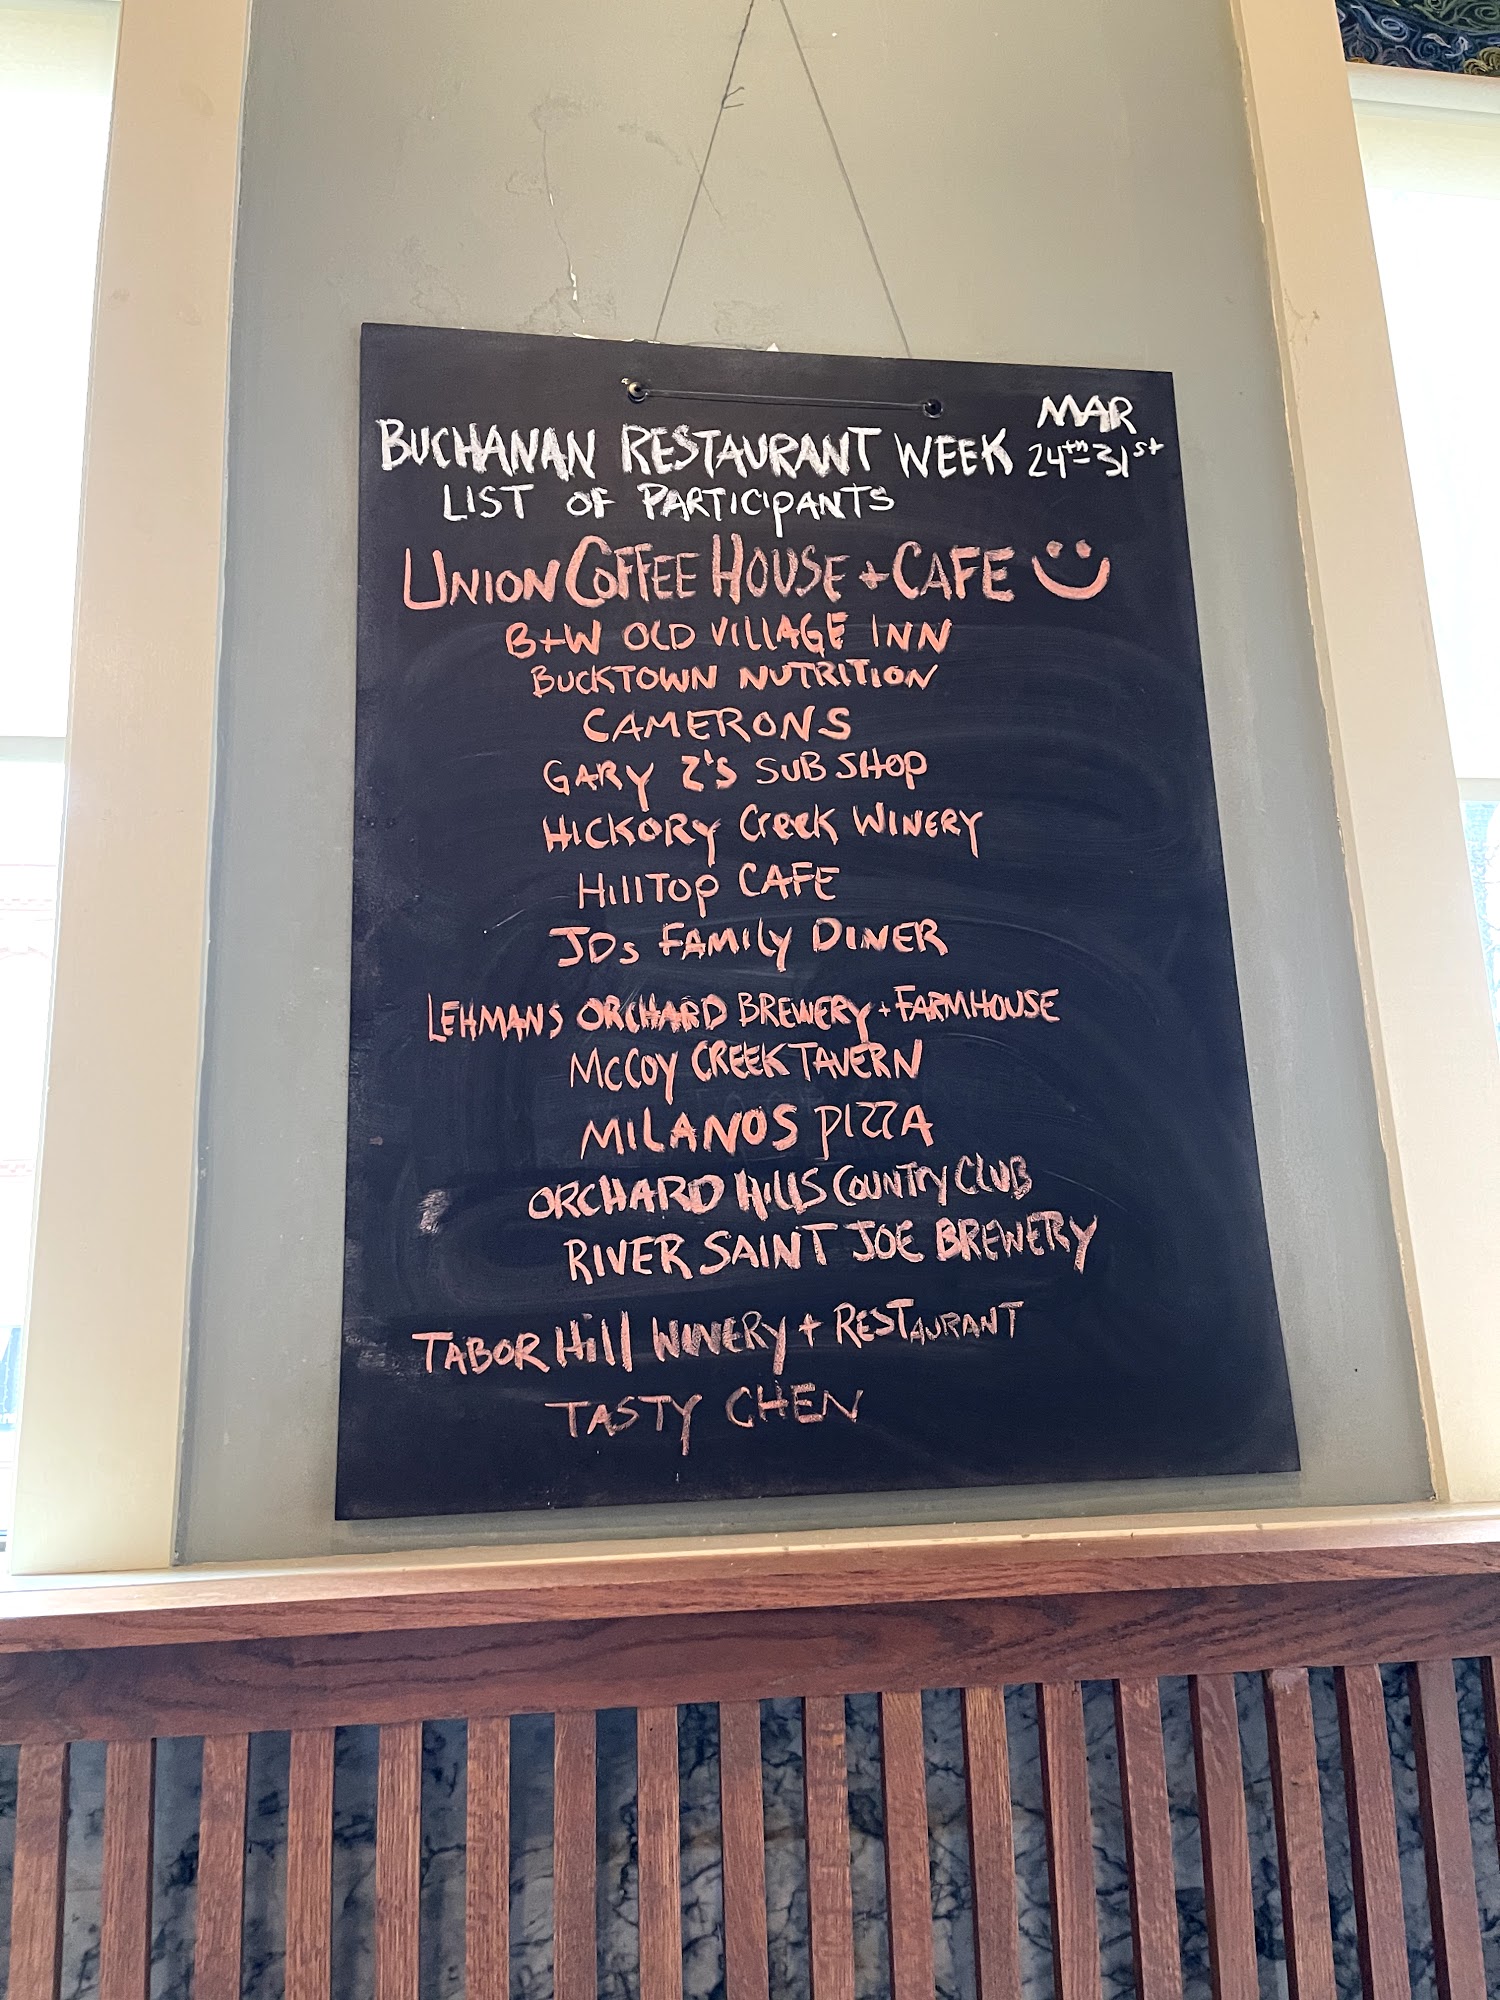 BUCHANAN RESTAURANT WEEK MAR 24th-31st
LIST OF PARTICIPANTS
UNION COFFEE HOUSE + CAFE
B+W OLD VILLAGE INN
BUCKTOWN NUTRITION
CAMERONS
GARY Z'S SUB SHOP
HICKORY CREEK WINERY
HILLTOP CAFE
JDs FAMILY DINER
LEHMANS ORCHARD BREWERY + FARMHOUSE
McCOY CREEK TAVERN
MILANOS PIZZA
ORCHARD HILLS COUNTRY CLUB
RIVER SAINT JOE BREWERY
TABOR HILL WINERY + RESTAURANT
TASTY CHEN